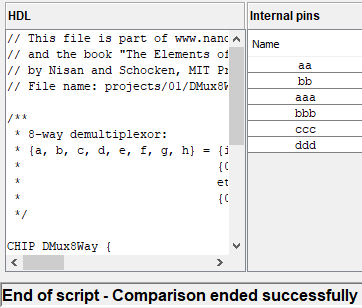 HDL
// This file is part of www.nand
// and the book "The Elements of
// by Nisan and Schocken, MIT Pr
// File name: projects/01/DMux8W
/**
* 8-way demultiplexor:
* {a, b, c, d, e, f, g, h} = {i
* {0
* et
* {0
*/
CHIP DMux8Way {
Internal pins
Name
aa
bb
aaa
bbb
ccc
ddd
End of script - Comparison ended successfully